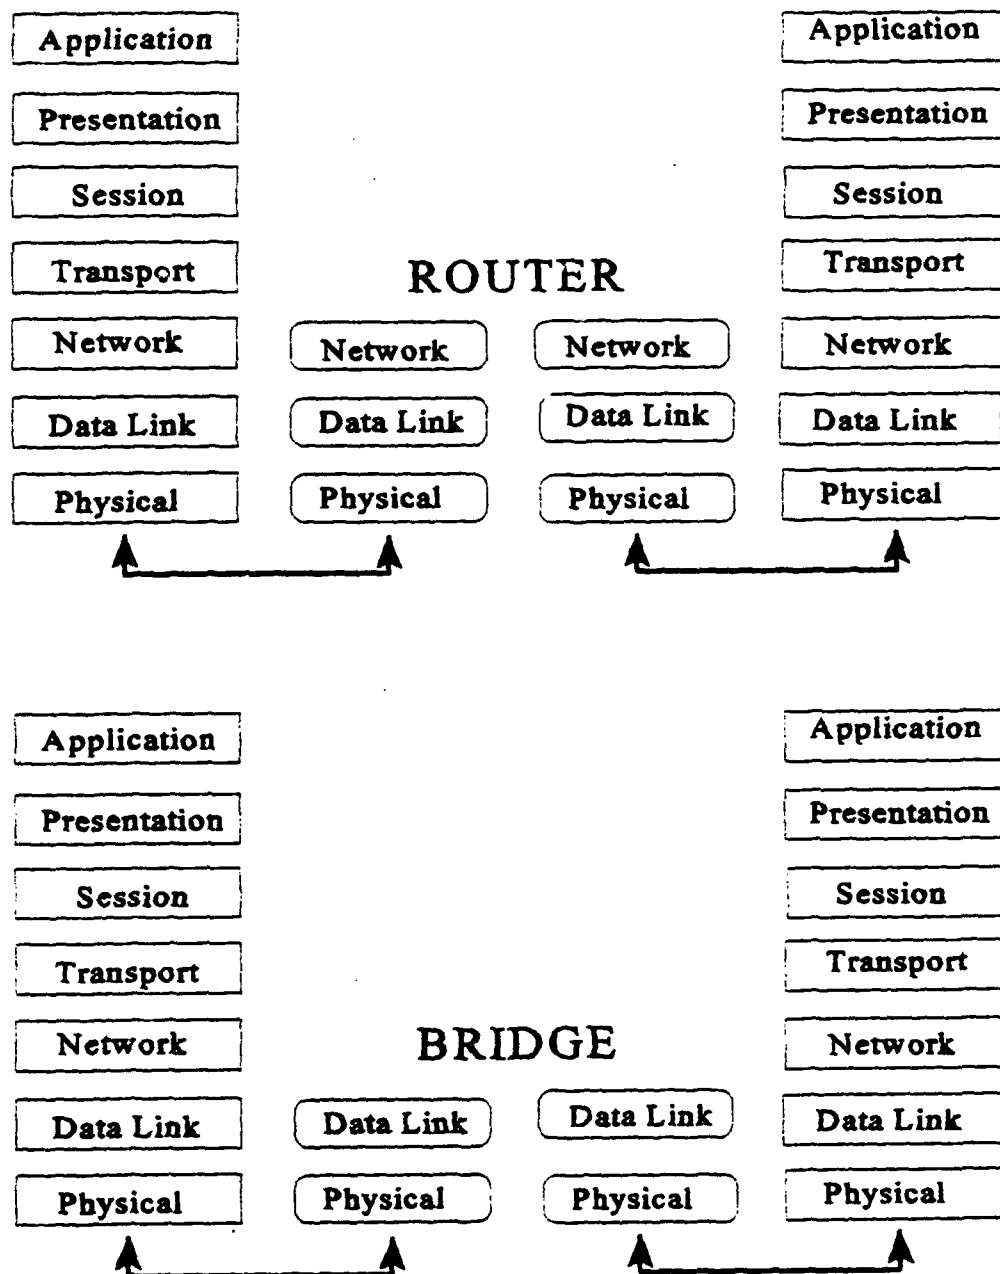 Application Application
Presentation Presentation
Session Session
Transport Transport
ROUTER
Network Network Network Network
Data Link Data Link Data Link Data Link
Physical Physical Physical Physical
Application Application
Presentation Presentation
Session Session
Transport Transport
BRIDGE
Network Network
Data Link Data Link Data Link Data Link
Physical Physical Physical Physical